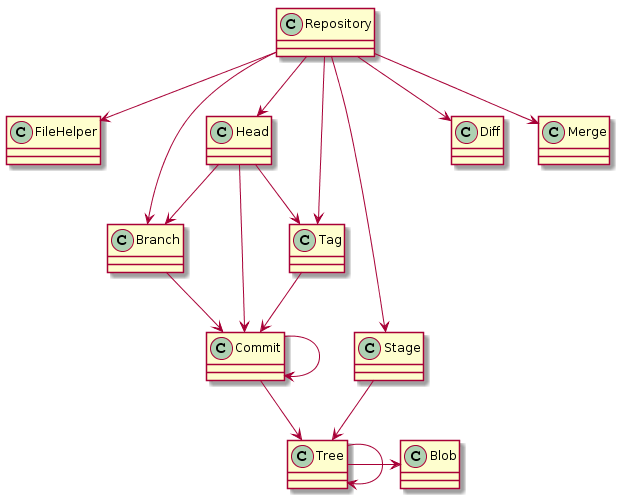 C Repository
C FileHelper
C Head
C Diff
C Merge
C Branch
C Tag
C Commit
C Stage
C Tree
C Blob